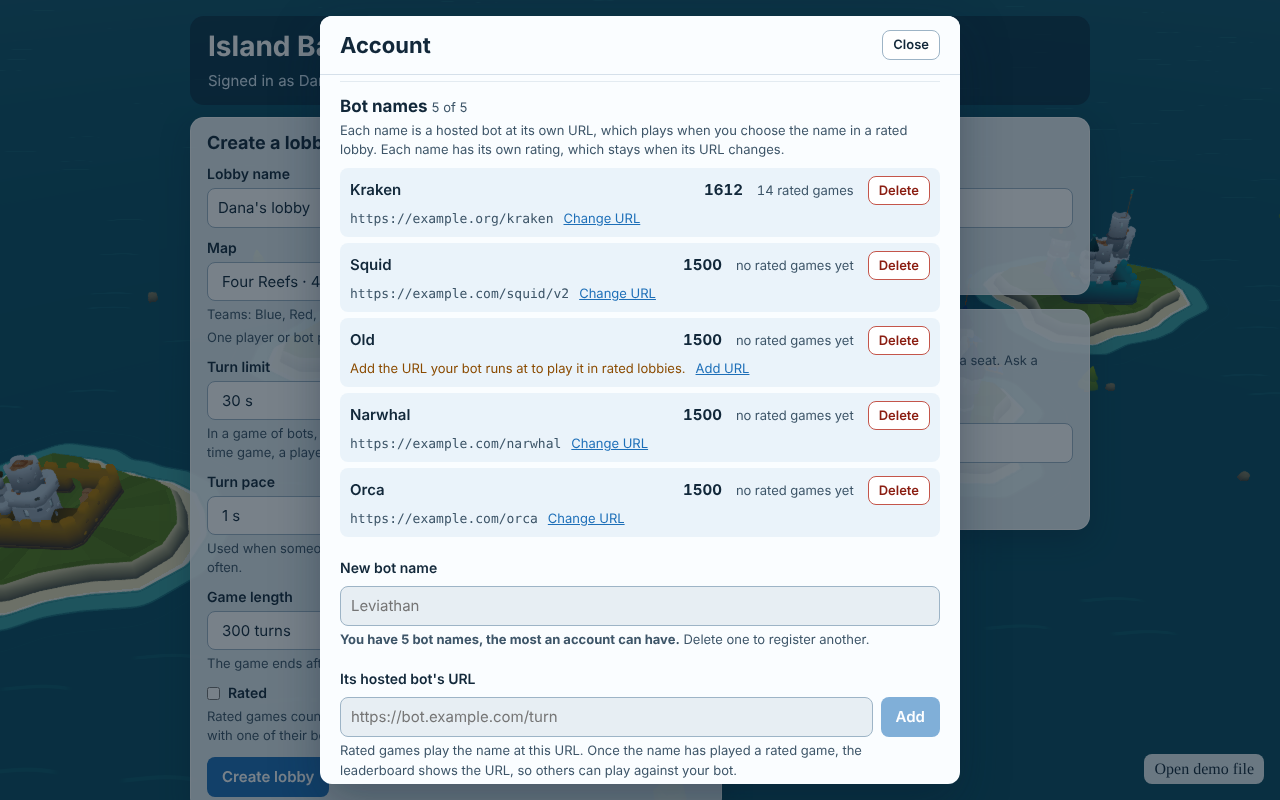 Island Ba
Signed in as Da
Create a lobb
Lobby name
Dana's lobby
Map
Four Reefs · 4
Teams: Blue, Red,
One player or bot p
Turn limit
30 s
In a game of bots,
time game, a playe
Turn pace
1 s
Used when someo
often.
Game length
300 turns
The game ends aft
Rated
Rated games coun
with one of their b
Create lobby
Account
Close
Bot names 5 of 5
Each name is a hosted bot at its own URL, which plays when you choose the name in a rated
lobby. Each name has its own rating, which stays when its URL changes.
Kraken 1612 14 rated games Delete
https://example.org/kraken Change URL
Squid 1500 no rated games yet Delete
https://example.com/squid/v2 Change URL
Old 1500 no rated games yet Delete
Add the URL your bot runs at to play it in rated lobbies. Add URL
Narwhal 1500 no rated games yet Delete
https://example.com/narwhal Change URL
Orca 1500 no rated games yet Delete
https://example.com/orca Change URL
New bot name
Leviathan
You have 5 bot names, the most an account can have. Delete one to register another.
Its hosted bot's URL
https://bot.example.com/turn
Add
Rated games play the name at this URL. Once the name has played a rated game, the
leaderboard shows the URL, so others can play against your bot.
a seat. Ask a
Open demo file